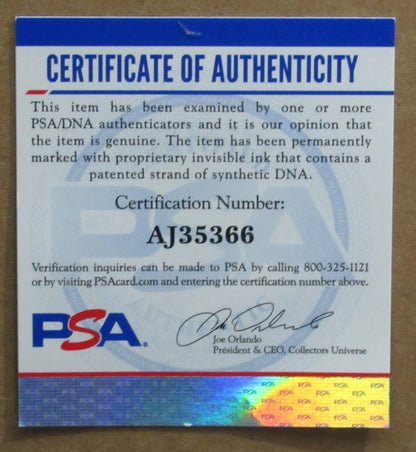 CERTIFICATE OF AUTHENTICITY
This item has been examined by one or more
PSA/DNA authenticators and it is our opinion that
the item is genuine. The item has been permanently
marked with proprietary invisible ink that contains a
patented strand of synthetic DNA.
Certification Number:
AJ35366
Verification inquiries can be made to PSA by calling 800-325-1121
or by visiting PSAcard.com and entering the certification number above.
PSA.
Joe Orlando
President & CEO, Collectors Universe